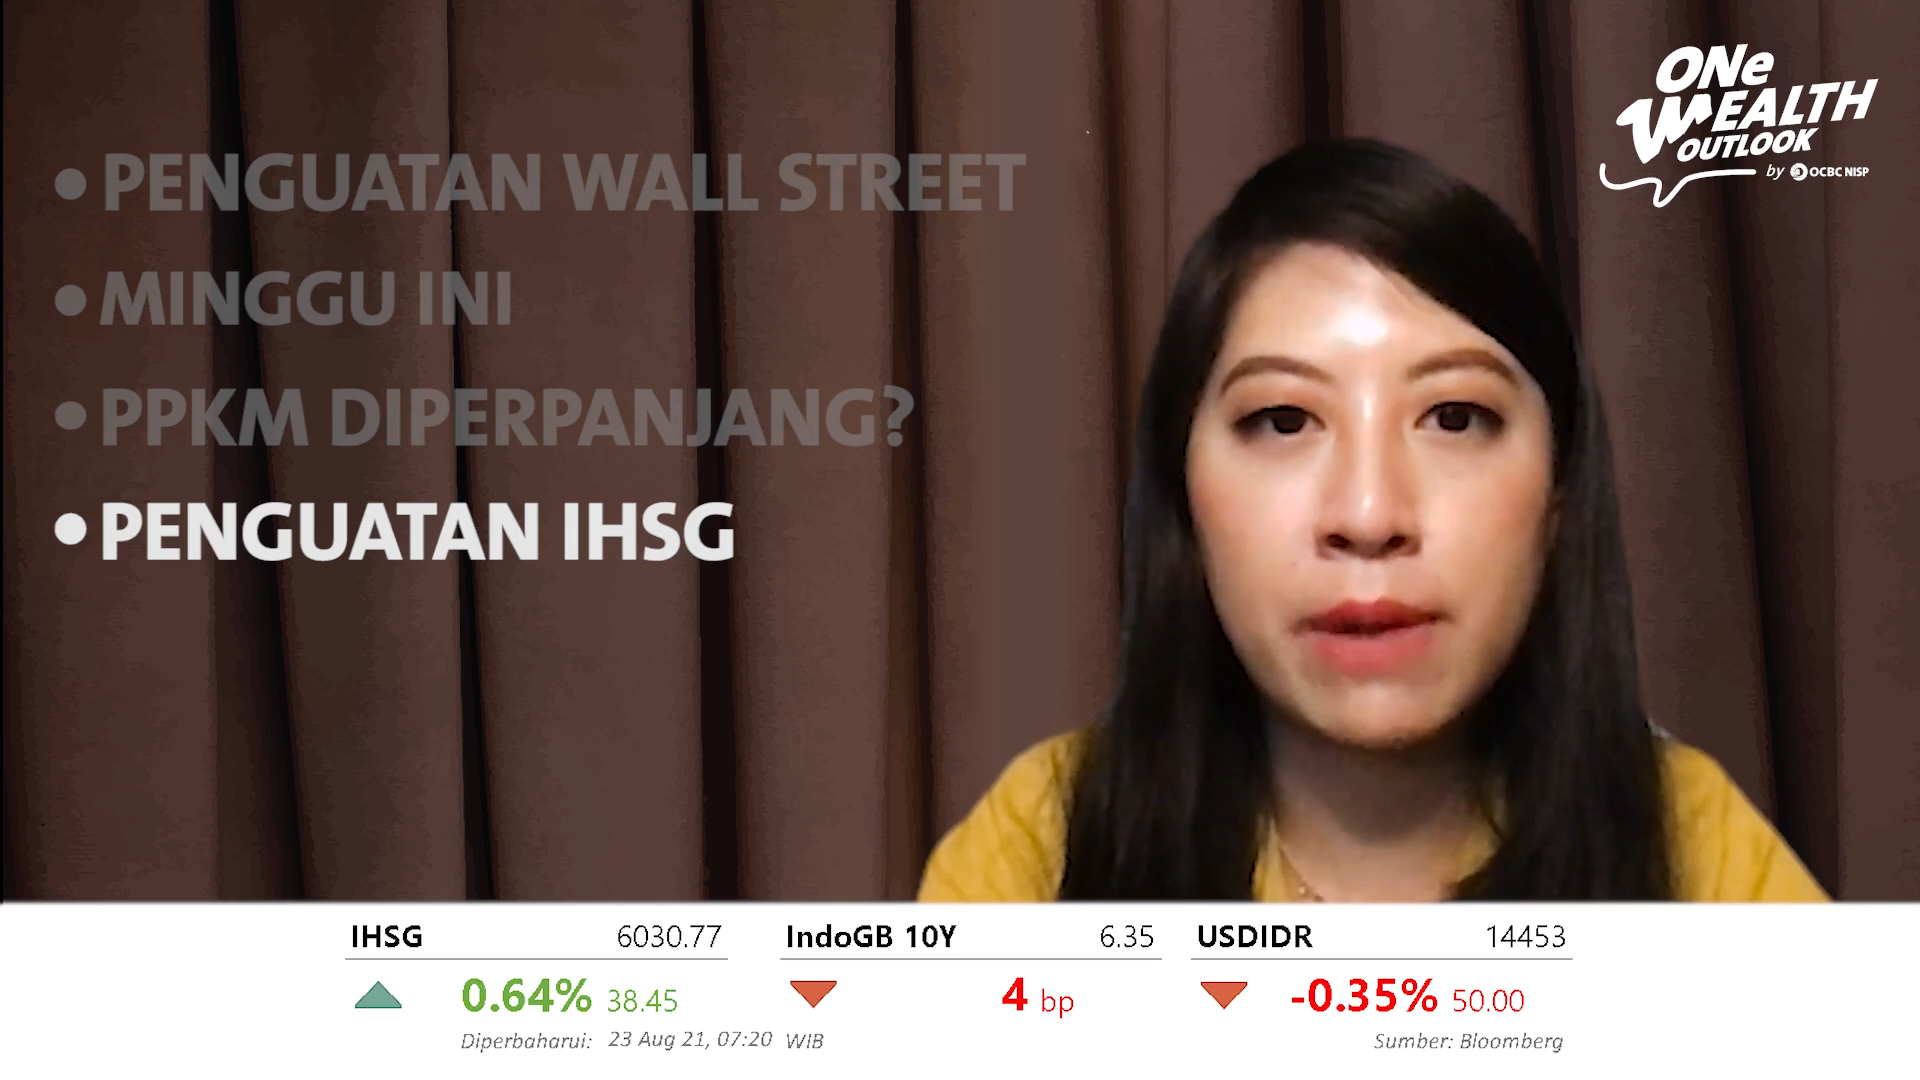 ONe
WEALTH
OUTLOOK
by OCBC NISP
• PENGUATAN WALL STREET
• MINGGU INI
• PPKM DIPERPANJANG?
• PENGUATAN IHSG
IHSG 6030.77
0.64% 38.45
IndoGB 10Y 6.35
4 bp
USDIDR 14453
-0.35% 50.00
Diperbaharui: 23 Aug 21, 07:20 WIB
Sumber: Bloomberg